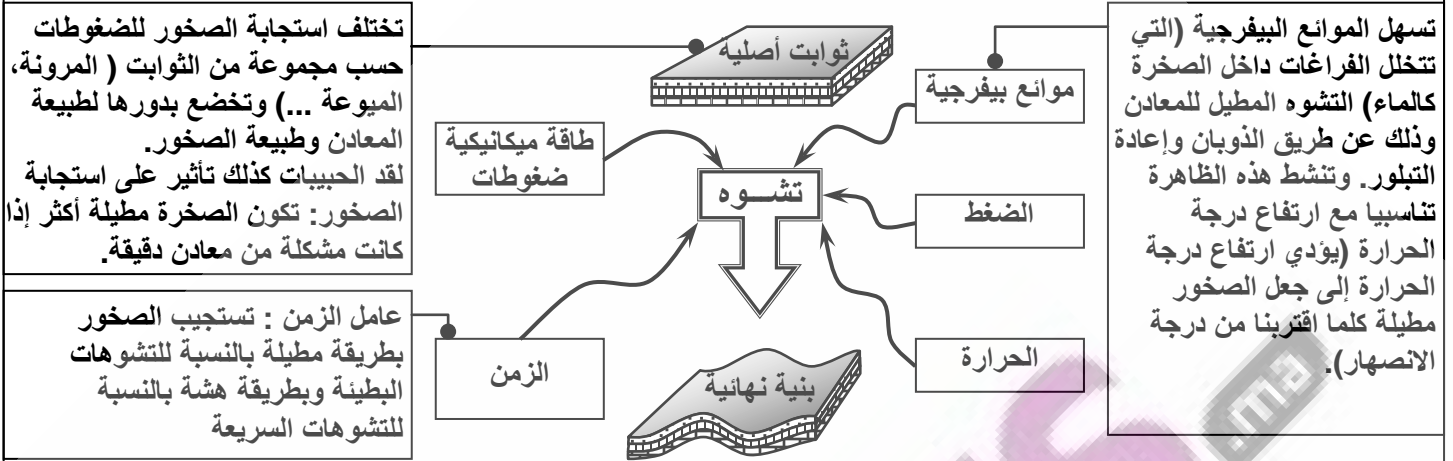 تسهل الموائع البيفرجية (التي
تتخلل الفراغات داخل الصخرة
كالماء) التشوه المطيل للمعادن
وذلك عن طريق الذوبان وإعادة
التبلور. وتنشط هذه الظاهرة
تناسبيا مع ارتفاع درجة
الحرارة (يؤدي ارتفاع درجة
الحرارة إلى جعل الصخور
مطيلة كلما اقتربنا من درجة
الانصهار).
موائع بيفرجية
الضغط
الحرارة
ثوابت أصلية
طاقة ميكانيكية
ضغوطات
تشـــوه
الزمن
بنية نهائية
تختلف استجابة الصخور للضغوطات
حسب مجموعة من الثوابت ( المرونة،
الميوعة ...) وتخضع بدورها لطبيعة
المعادن وطبيعة الصخور.
لقد الحبيبات كذلك تأثير على استجابة
الصخور: تكون الصخرة مطيلة أكثر إذا
كانت مشكلة من معادن دقيقة.
عامل الزمن : تستجيب الصخور
بطريقة مطيلة بالنسبة للتشوهات
البطيئة وبطريقة هشة بالنسبة
للتشوهات السريعة
.ma